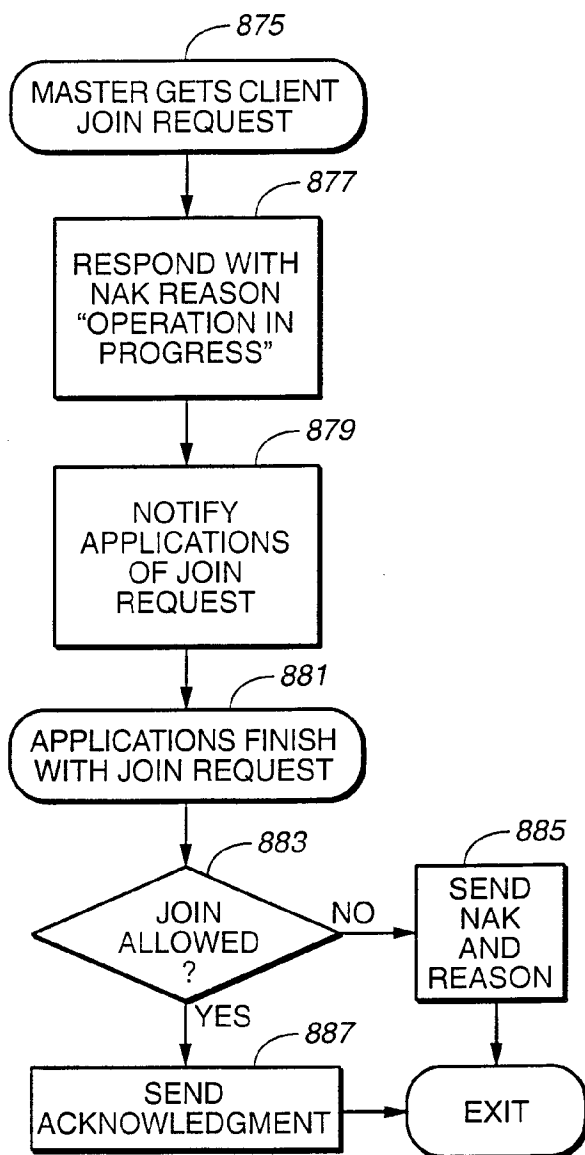 875
MASTER GETS CLIENT
JOIN REQUEST
877
RESPOND WITH
NAK REASON
“OPERATION IN
PROGRESS”
879
NOTIFY
APPLICATIONS
OF JOIN
REQUEST
881
APPLICATIONS FINISH
WITH JOIN REQUEST
883
JOIN
ALLOWED
?
NO
885
SEND
NAK
AND
REASON
YES
887
SEND
ACKNOWLEDGMENT
EXIT